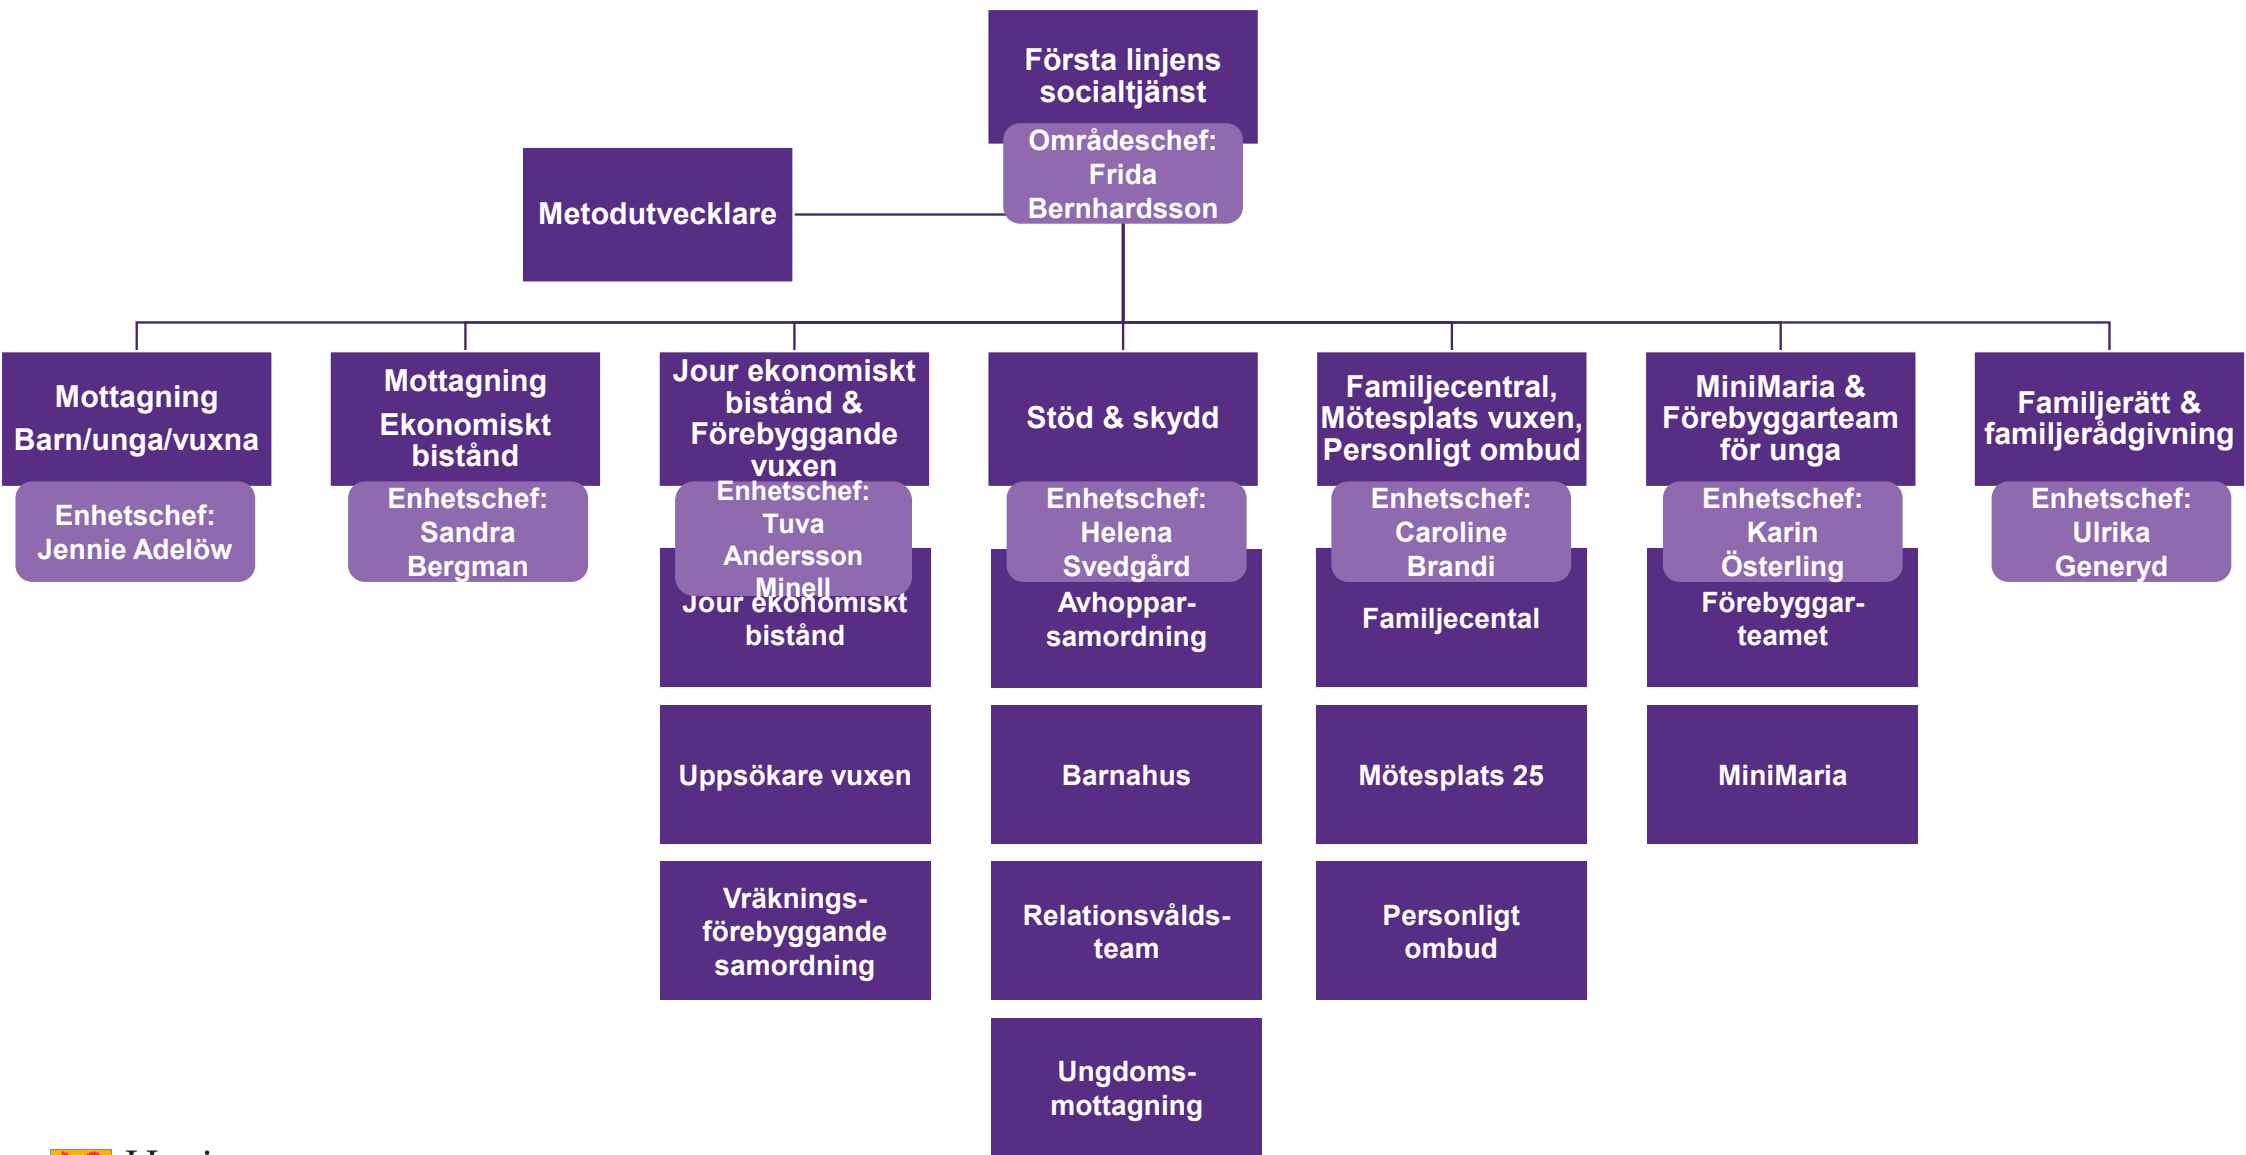 Första linjens
socialtjänst
Områdeschef:
Frida
Bernhardsson
Metodutvecklare
Mottagning
Barn/unga/vuxna
Enhetschef:
Jennie Adelöw
Mottagning
Ekonomiskt
bistånd
Enhetschef:
Sandra
Bergman
Jour ekonomiskt
bistånd &
Förebyggande
vuxen
Enhetschef:
Tuva
Andersson
Minell
Jour ekonomiskt
bistånd
Uppsökare vuxen
Vräknings-
förebyggande
samordning
Stöd & skydd
Enhetschef:
Helena
Svedgård
Avhoppar-
samordning
Barnahus
Relationsvålds-
team
Ungdoms-
mottagning
Familjecentral,
Mötesplats vuxen,
Personligt ombud
Enhetschef:
Caroline
Brandi
Familjecental
Mötesplats 25
Personligt
ombud
MiniMaria &
Förebyggarteam
för unga
Enhetschef:
Karin
Österling
Förebyggar-
teamet
MiniMaria
Familjerätt &
familjerådgivning
Enhetschef:
Ulrika
Generyd